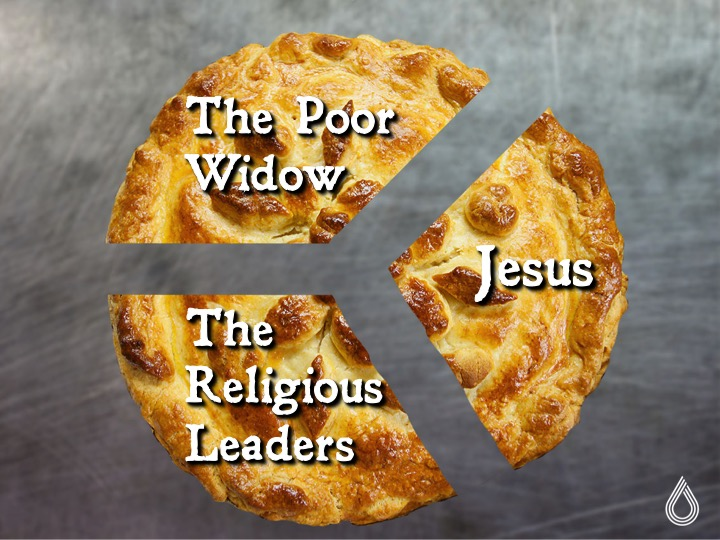 The Poor
Widow
Jesus
The
Religious
Leaders